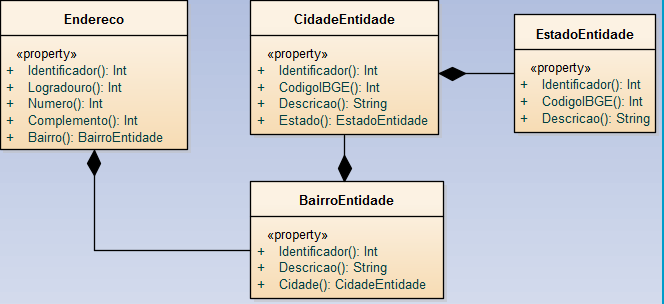 Endereco
«property»
+ Identificador(): Int
+ Logradouro(): Int
+ Numero(): Int
+ Complemento(): Int
+ Bairro(): BairroEntidade
CidadeEntidade
«property»
+ Identificador(): Int
+ CodigoIBGE(): Int
+ Descricao(): String
+ Estado(): EstadoEntidade
EstadoEntidade
«property»
+ Identificador(): Int
+ CodigoIBGE(): Int
+ Descricao(): String
BairroEntidade
«property»
+ Identificador(): Int
+ Descricao(): String
+ Cidade(): CidadeEntidade